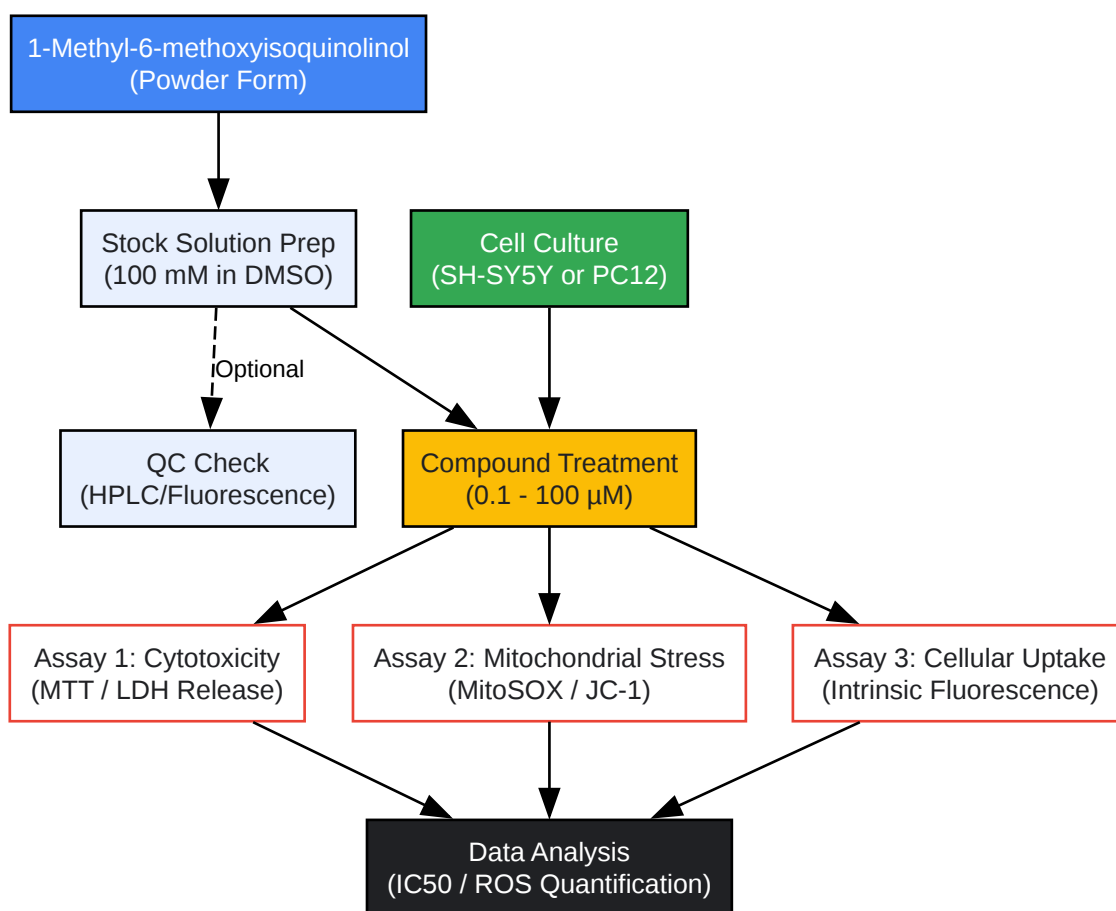 1-Methyl-6-methoxyisoquinolinol
(Powder Form)
Stock Solution Prep
(100 mM in DMSO)
Cell Culture
(SH-SY5Y or PC12)
Optional
QC Check
(HPLC/Fluorescence)
Compound Treatment
(0.1 - 100 µM)
Assay 1: Cytotoxicity
(MTT / LDH Release)
Assay 2: Mitochondrial Stress
(MitoSOX / JC-1)
Assay 3: Cellular Uptake
(Intrinsic Fluorescence)
Data Analysis
(IC50 / ROS Quantification)